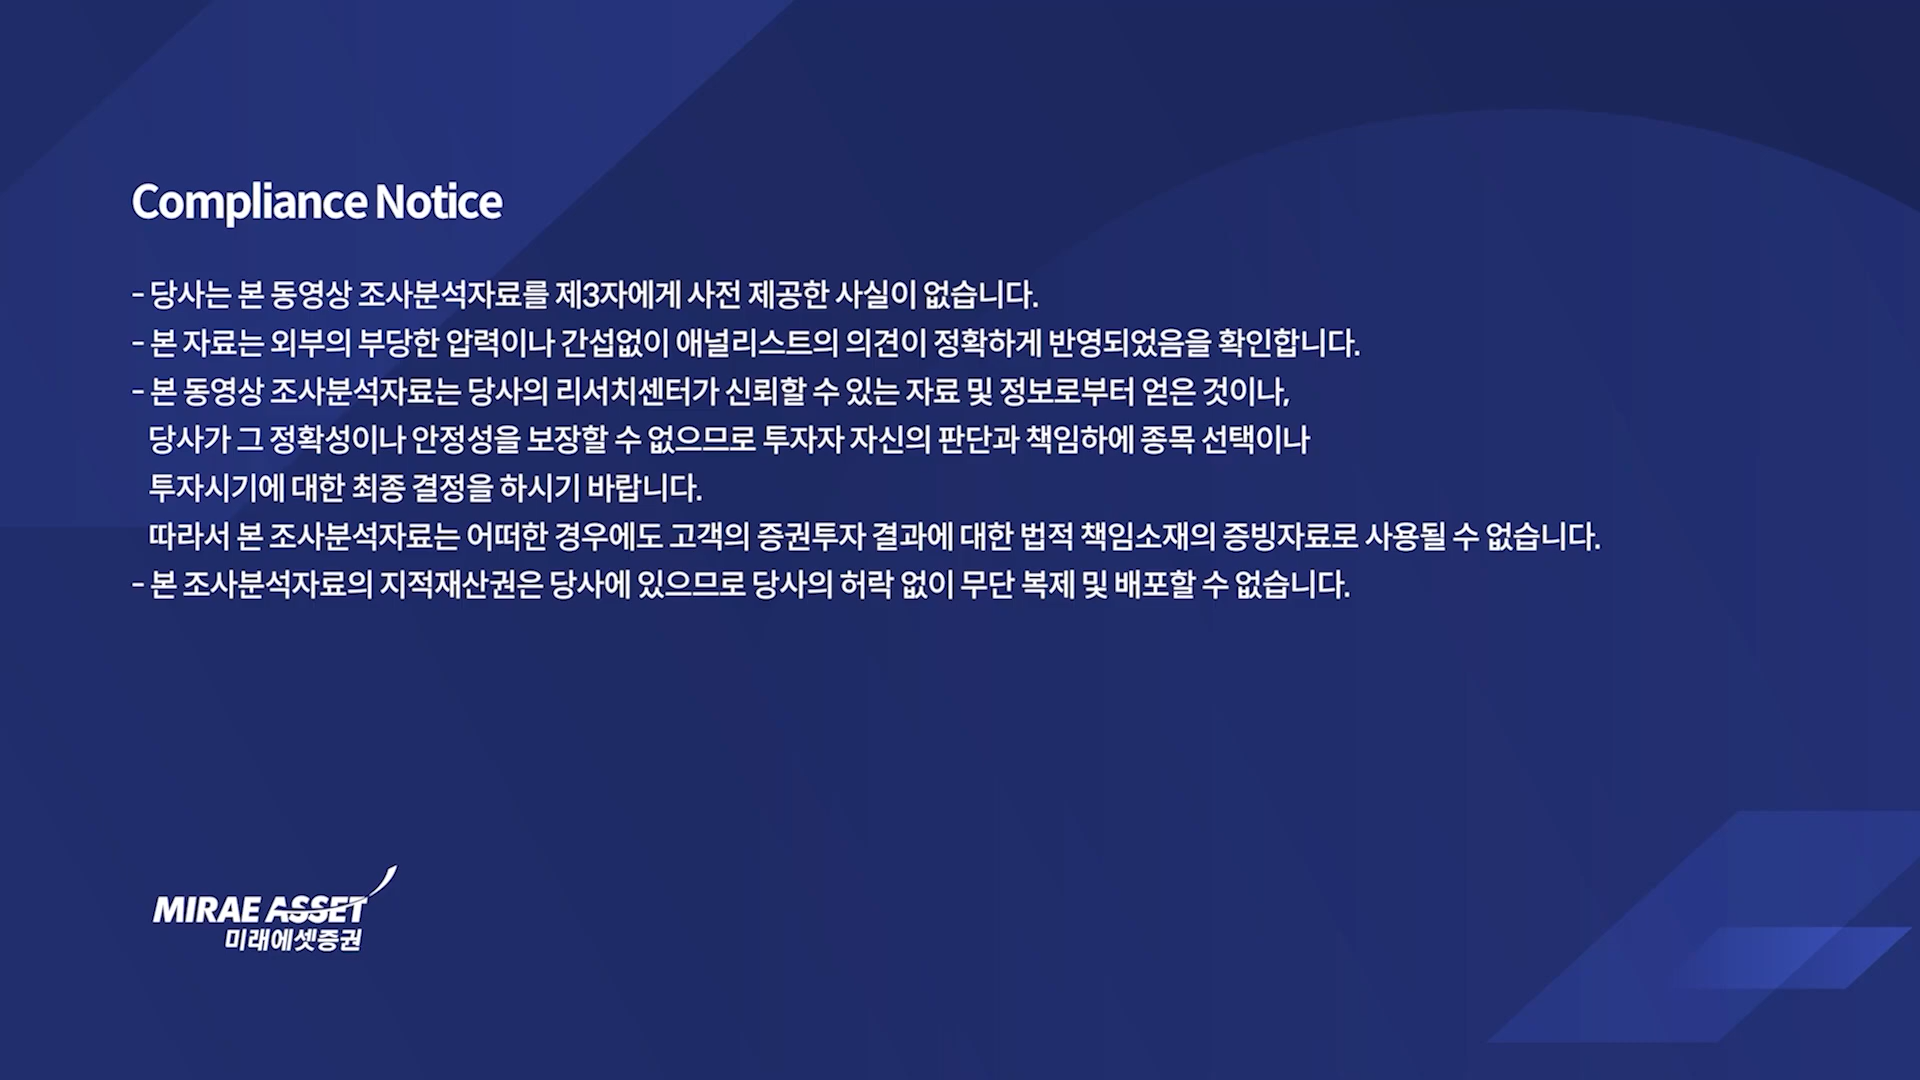 Compliance Notice
- 당사는 본 동영상 조사분석자료를 제3자에게 사전 제공한 사실이 없습니다.
- 본 자료는 외부의 부당한 압력이나 간섭없이 애널리스트의 의견이 정확하게 반영되었음을 확인합니다.
- 본 동영상 조사분석자료는 당사의 리서치센터가 신뢰할 수 있는 자료 및 정보로부터 얻은 것이나,
당사가 그 정확성이나 안정성을 보장할 수 없으므로 투자자 자신의 판단과 책임하에 종목 선택이나
투자시기에 대한 최종 결정을 하시기 바랍니다.
따라서 본 조사분석자료는 어떠한 경우에도 고객의 증권투자 결과에 대한 법적 책임소재의 증빙자료로 사용될 수 없습니다.
- 본 조사분석자료의 지적재산권은 당사에 있으므로 당사의 허락 없이 무단 복제 및 배포할 수 없습니다.
MIRAE ASSET
미래에셋증권